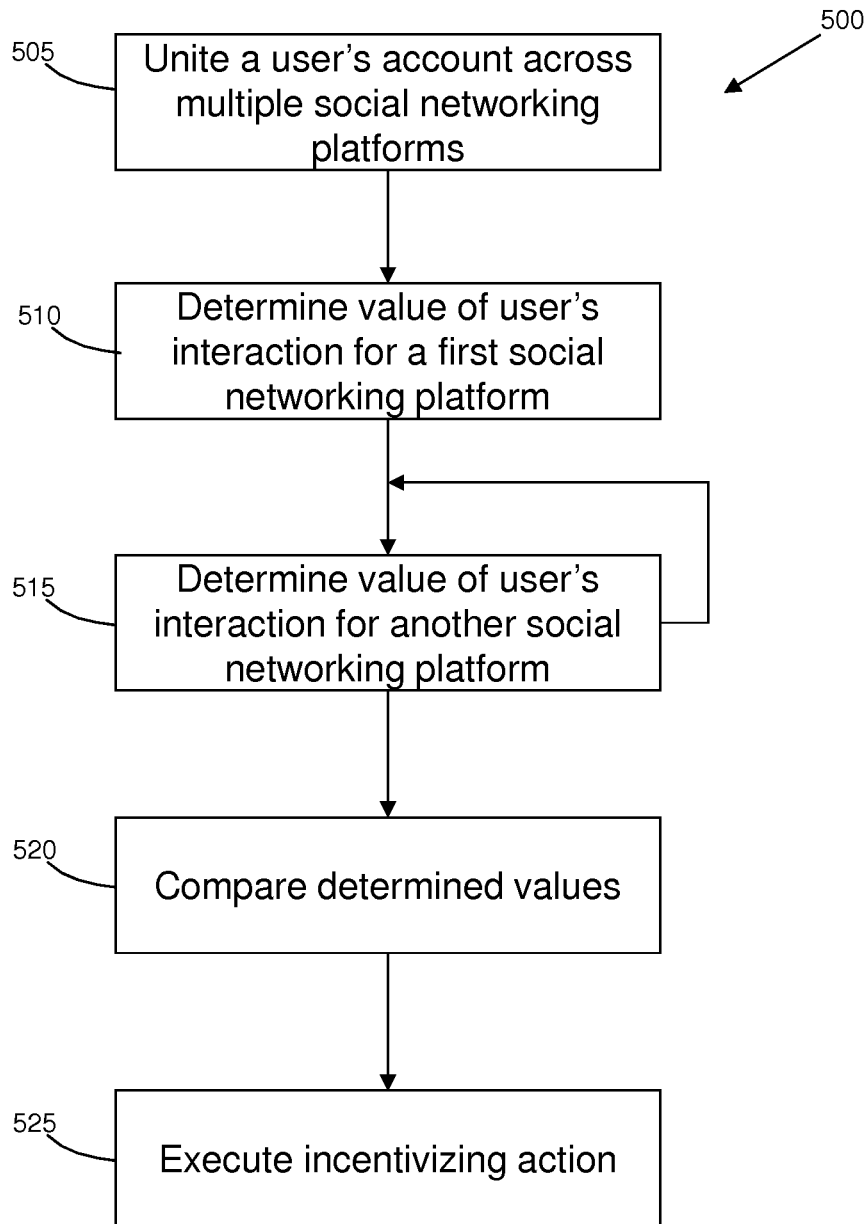 500
505
Unite a user's account across
multiple social networking
platforms
510
Determine value of user's
interaction for a first social
networking platform
515
Determine value of user's
interaction for another social
networking platform
520
Compare determined values
525
Execute incentivizing action